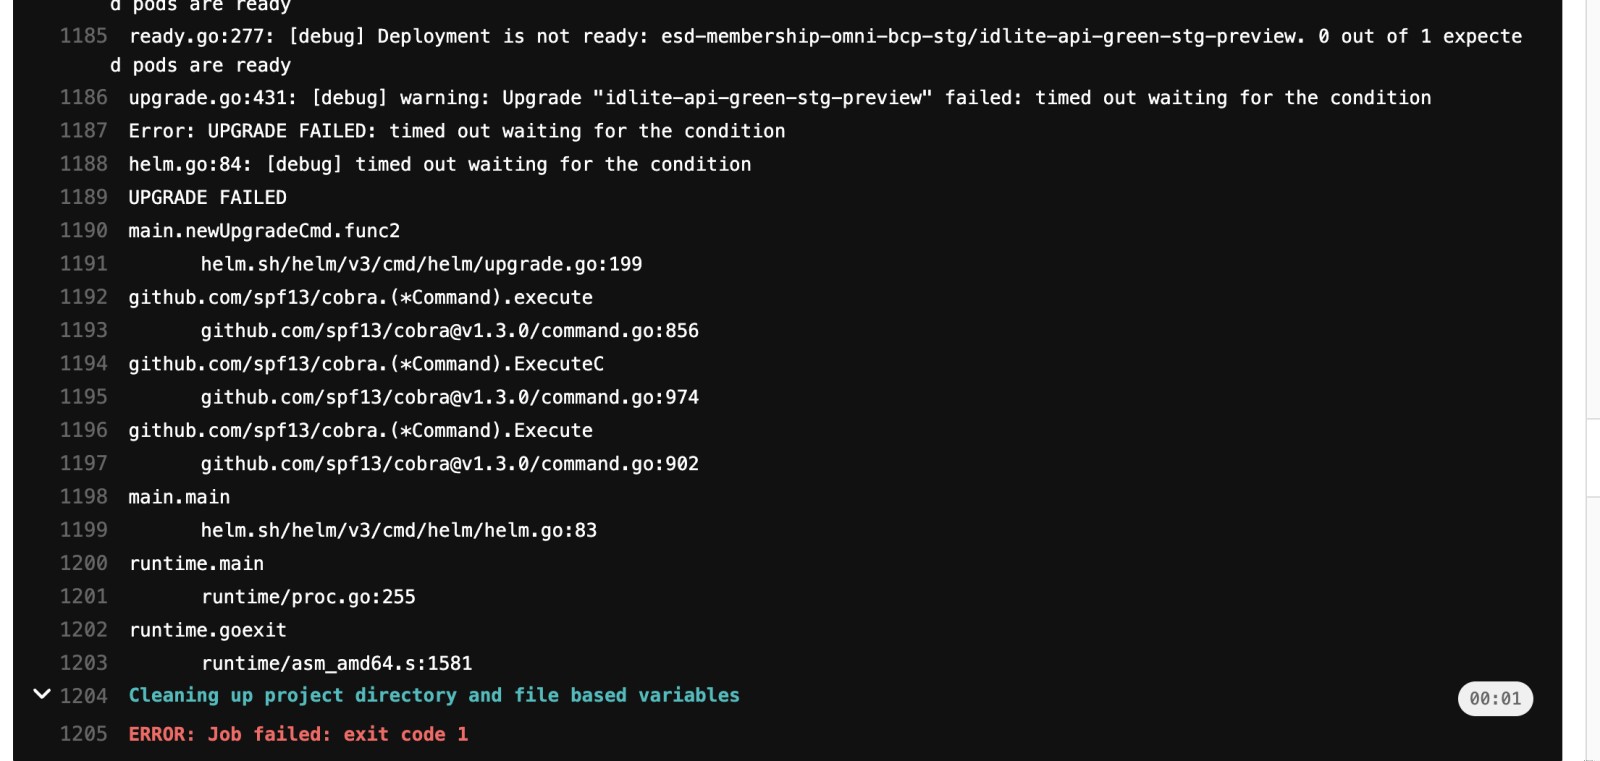 d pods are ready
1185 ready.go:277: [debug] Deployment is not ready: esd-membership-omni-bcp-stg/idlite-api-green-stg-preview. 0 out of 1 expecte
d pods are ready
1186 upgrade.go:431: [debug] warning: Upgrade "idlite-api-green-stg-preview" failed: timed out waiting for the condition
1187 Error: UPGRADE FAILED: timed out waiting for the condition
1188 helm.go:84: [debug] timed out waiting for the condition
1189 UPGRADE FAILED
1190 main.newUpgradeCmd.func2
1191 helm.sh/helm/v3/cmd/helm/upgrade.go:199
1192 github.com/spf13/cobra.(*Command).execute
1193 github.com/spf13/cobra@v1.3.0/command.go:856
1194 github.com/spf13/cobra.(*Command).ExecuteC
1195 github.com/spf13/cobra@v1.3.0/command.go:974
1196 github.com/spf13/cobra.(*Command).Execute
1197 github.com/spf13/cobra@v1.3.0/command.go:902
1198 main.main
1199 helm.sh/helm/v3/cmd/helm/helm.go:83
1200 runtime.main
1201 runtime/proc.go:255
1202 runtime.goexit
1203 runtime/asm_amd64.s:1581
1204 Cleaning up project directory and file based variables 00:01
1205 ERROR: Job failed: exit code 1